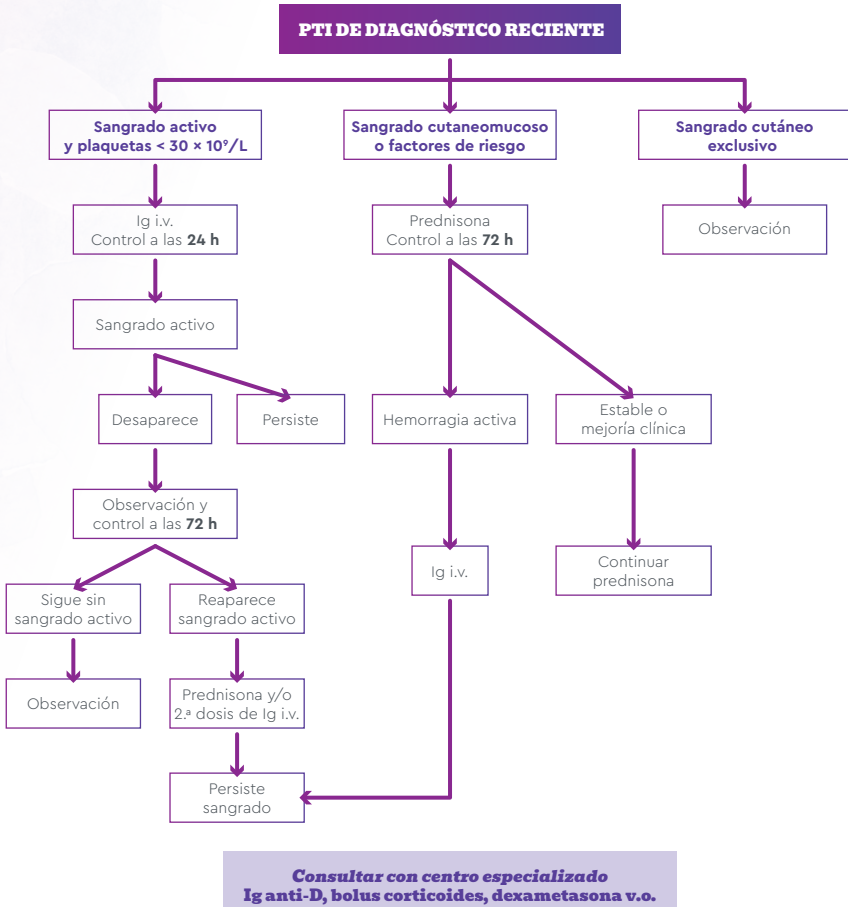 PTI DE DIAGNÓSTICO RECIENTE
Sangrado activo
y plaquetas < 30 × 10⁹/L
Sangrado cutaneomucoso
o factores de riesgo
Sangrado cutáneo
exclusivo
Ig i.v.
Control a las 24 h
Prednisona
Control a las 72 h
Observación
Sangrado activo
Desaparece
Persiste
Hemorragia activa
Estable o
mejoría clínica
Observación y
control a las 72 h
Ig i.v.
Continuar
prednisona
Sigue sin
sangrado activo
Reaparece
sangrado activo
Observación
Prednisona y/o
2.ª dosis de Ig i.v.
Persiste
sangrado
Consultar con centro especializado
Ig anti-D, bolus corticoides, dexametasona v.o.